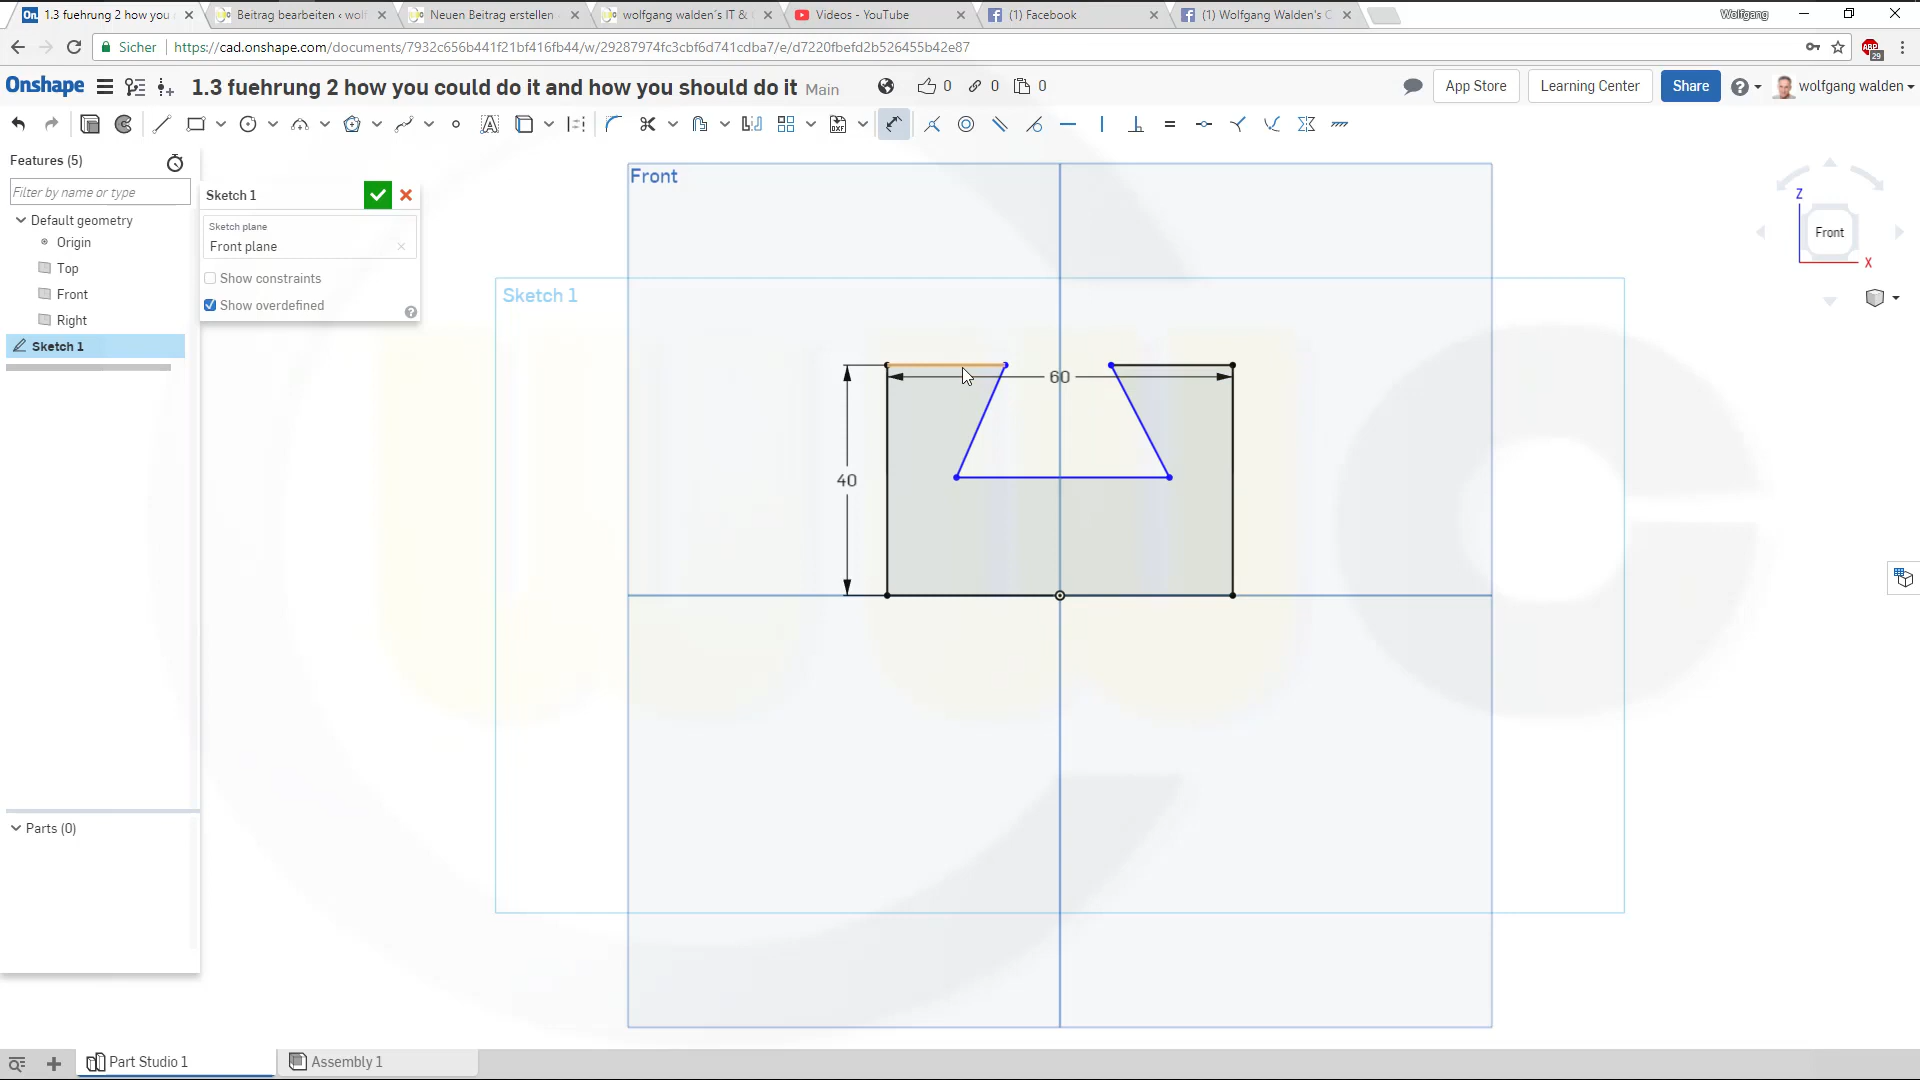 1.3 fuehrung 2 how you
Beitrag bearbeiten ‹ wolf
Neuen Beitrag erstellen
wolfgang walden´s IT &
Videos - YouTube
(1) Facebook
(1) Wolfgang Walden's C
Wolfgang
Sicher
https://cad.onshape.com/documents/7932c656b441f21bf416fb44/w/29287974fc3cbf6d741cdba7/e/d7220fbefd2b526455b42e87
ABP
29
Onshape
1.3 fuehrung 2 how you could do it and how you should do it Main
0
0
0
App Store
Learning Center
Share
wolfgang walden
DXF
Features (5)
Filter by name or type
Default geometry
Origin
Top
Front
Right
Sketch 1
Sketch 1
Sketch plane
Front plane
Show constraints
Show overdefined
Front
Sketch 1
60
40
Z
Front
X
Parts (0)
Part Studio 1
Assembly 1